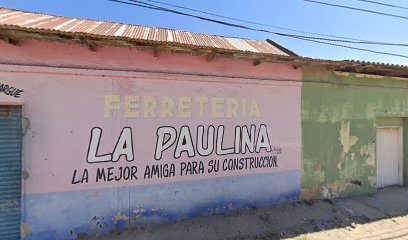 FERRETERIA
LA PAULINA
LA MEJOR AMIGA PARA SU CONSTRUCCION.